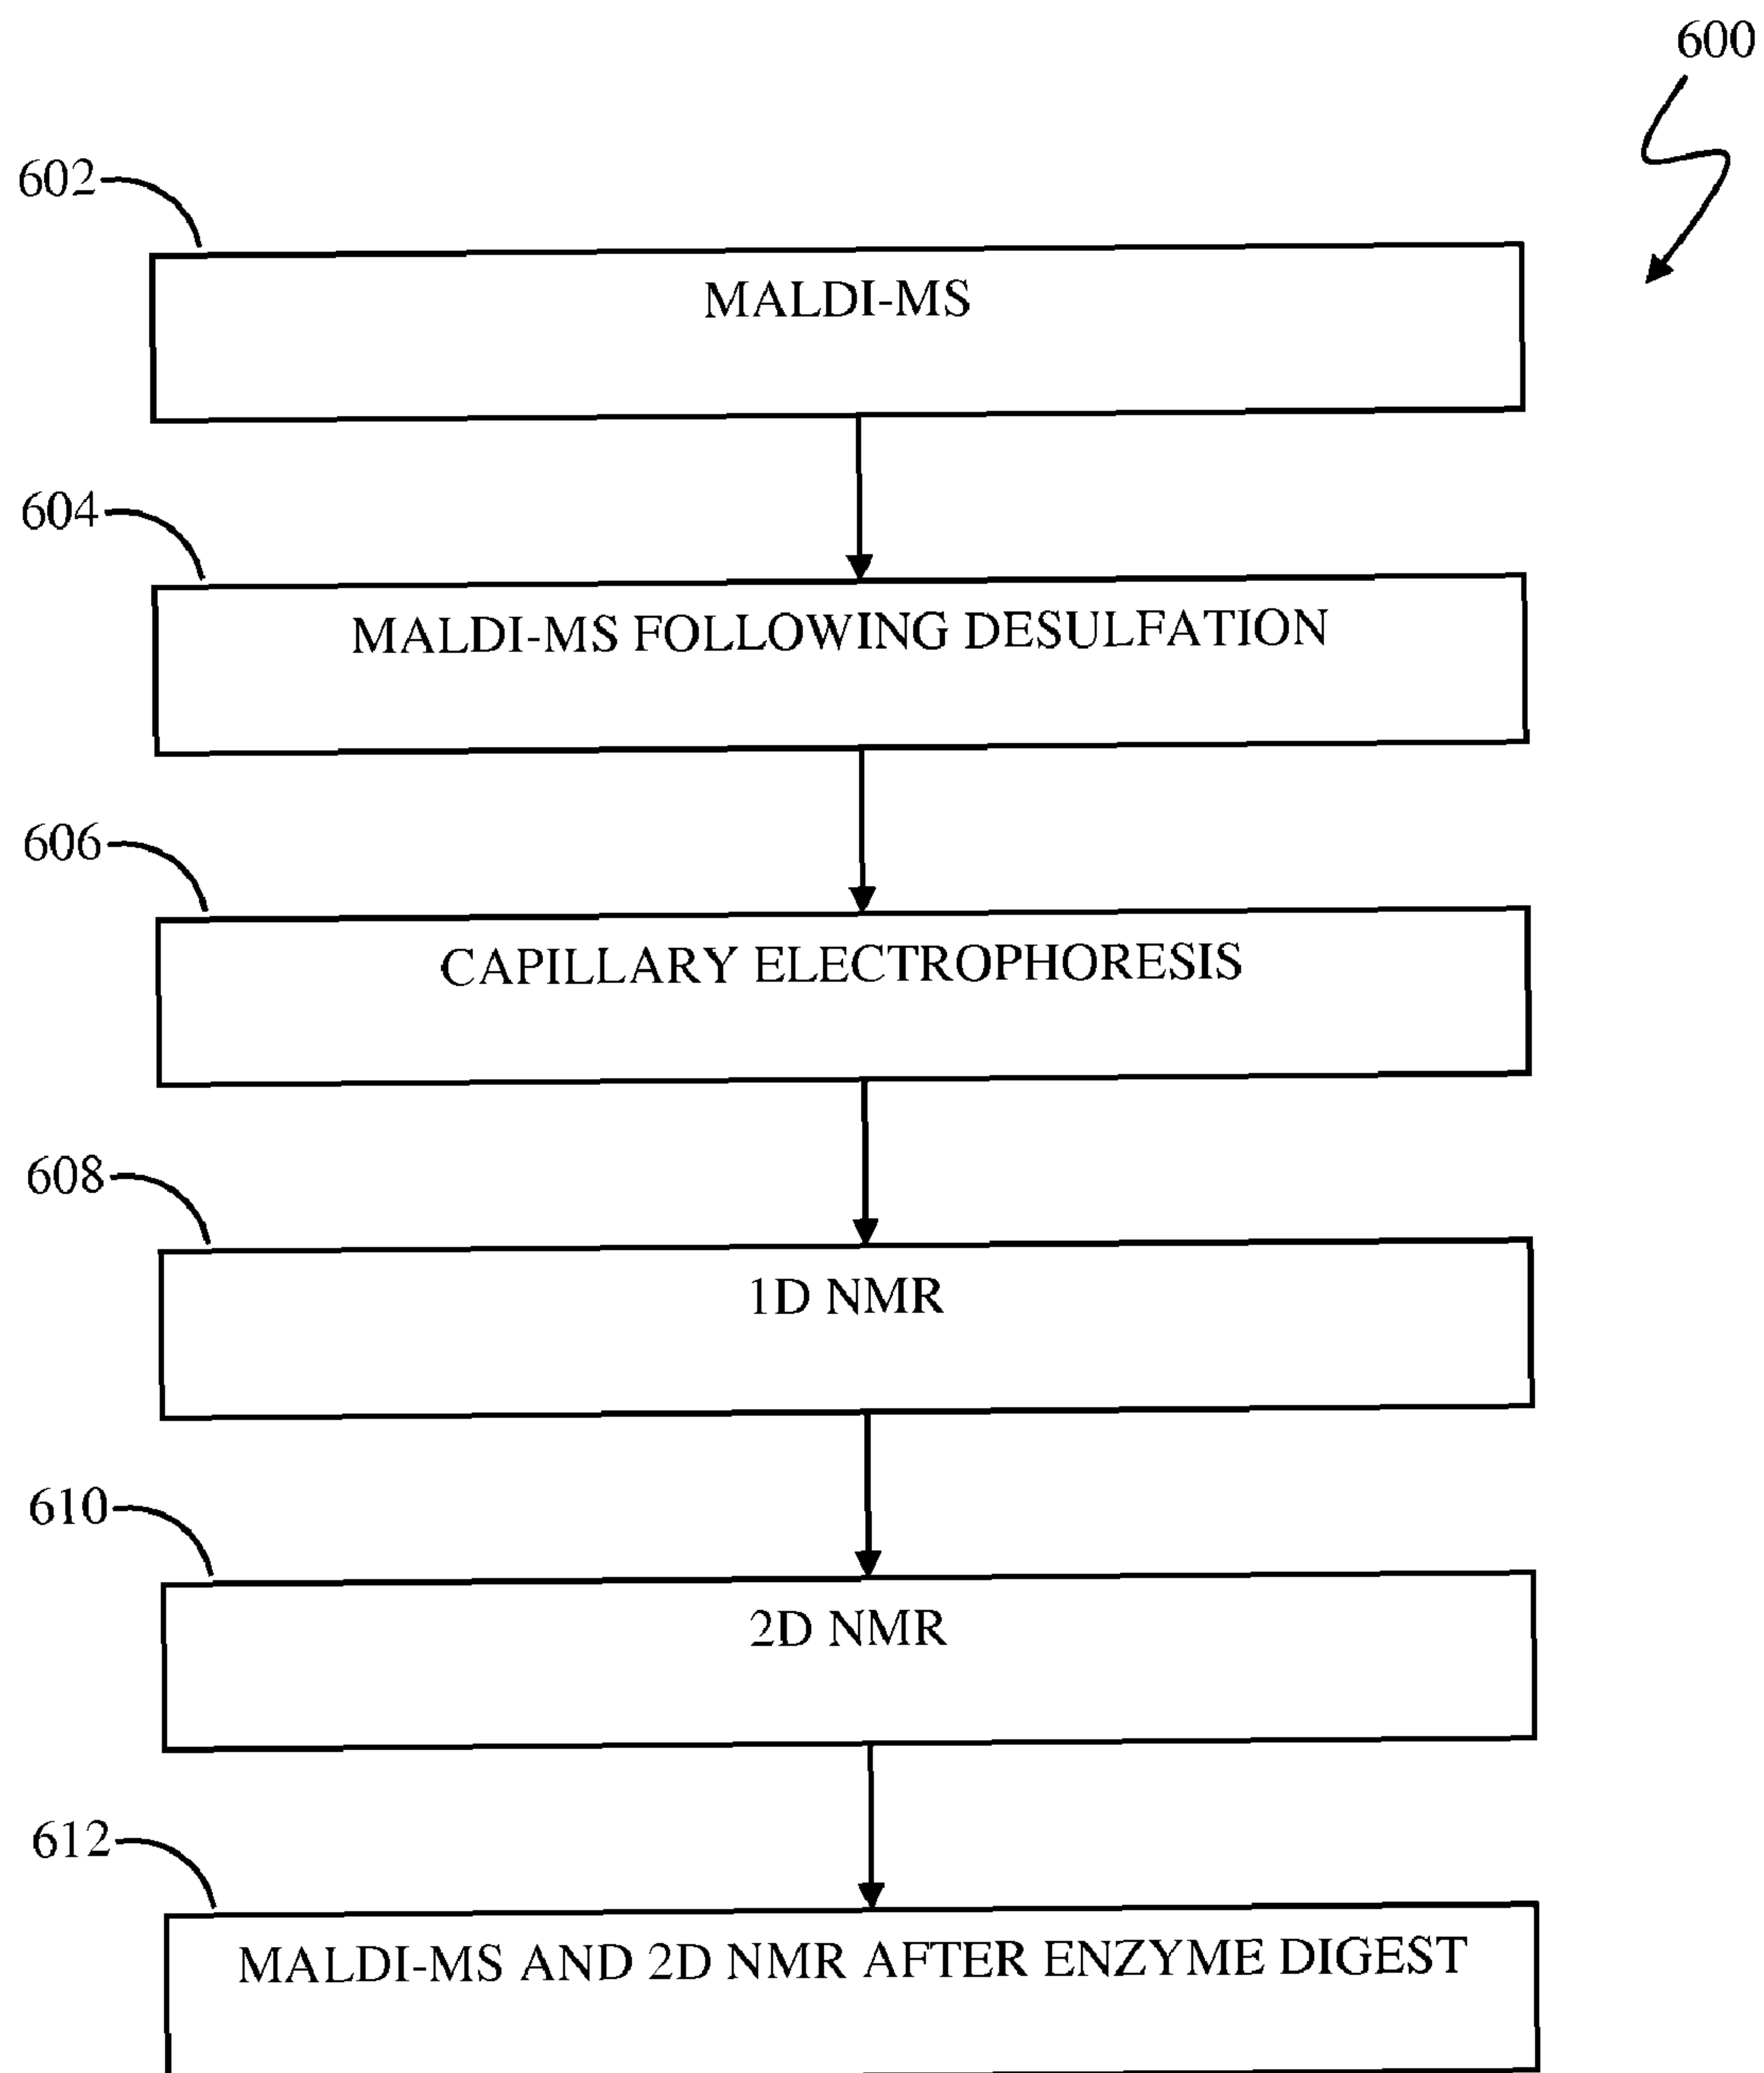 600
602
MALDI-MS
604
MALDI-MS FOLLOWING DESULFATION
606
CAPILLARY ELECTROPHORESIS
608
1D NMR
610
2D NMR
612
MALDI-MS AND 2D NMR AFTER ENZYME DIGEST